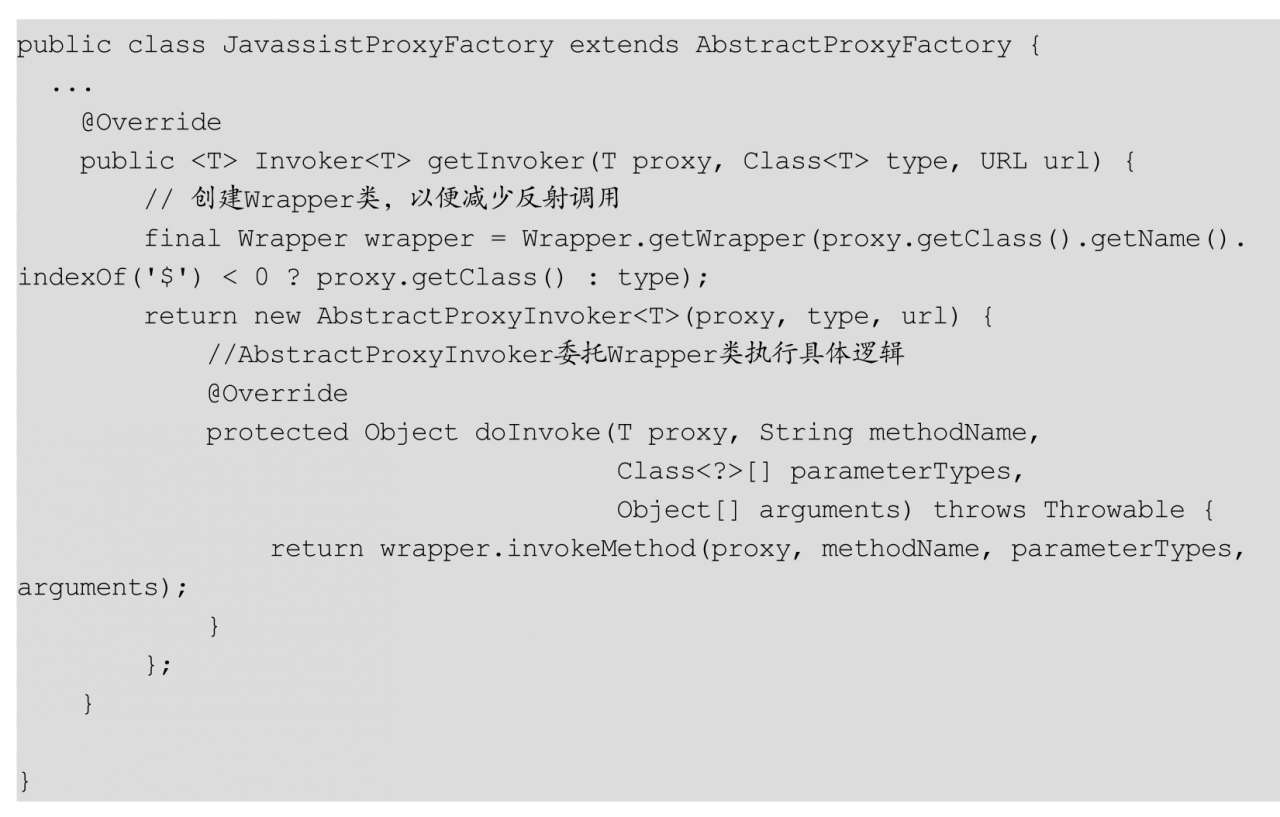 public class JavassistProxyFactory extends AbstractProxyFactory {
  ...
    @Override
    public <T> Invoker<T> getInvoker(T proxy, Class<T> type, URL url) {
        // 创建Wrapper类，以便减少反射调用
        final Wrapper wrapper = Wrapper.getWrapper(proxy.getClass().getName().
indexOf('$') < 0 ? proxy.getClass() : type);
        return new AbstractProxyInvoker<T>(proxy, type, url) {
            //AbstractProxyInvoker委托Wrapper类执行具体逻辑
            @Override
            protected Object doInvoke(T proxy, String methodName,
                                      Class<?>[] parameterTypes,
                                      Object[] arguments) throws Throwable {
                return wrapper.invokeMethod(proxy, methodName, parameterTypes,
arguments);
            }
        };
    }
}